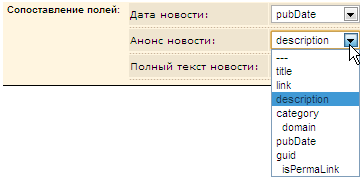 Сопоставление полей:
Дата новости: pubDate
Анонс новости: description
Полный текст новости:
---
title
link
description
category
domain
pubDate
guid
isPermaLink